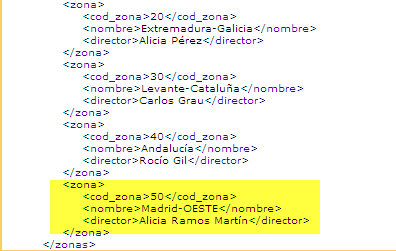 <zona>
<cod_zona>20</cod_zona>
<nombre>Extremadura-Galicia</nombre>
<director>Alicia Pérez</director>
</zona>
<zona>
<cod_zona>30</cod_zona>
<nombre>Levante-Cataluña</nombre>
<director>Carlos Grau</director>
</zona>
<zona>
<cod_zona>40</cod_zona>
<nombre>Andalucía</nombre>
<director>Rocío Gil</director>
</zona>
<zona>
<cod_zona>50</cod_zona>
<nombre>Madrid-OESTE</nombre>
<director>Alicia Ramos Martín</director>
</zona>
</zonas>